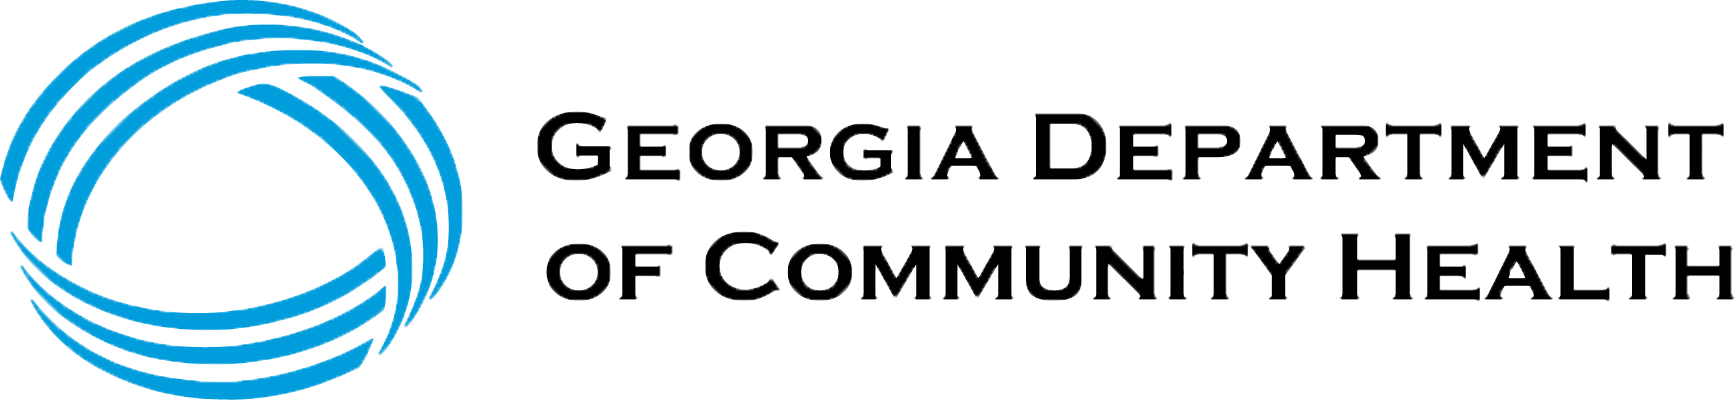 GEORGIA DEPARTMENT
OF COMMUNITY HEALTH